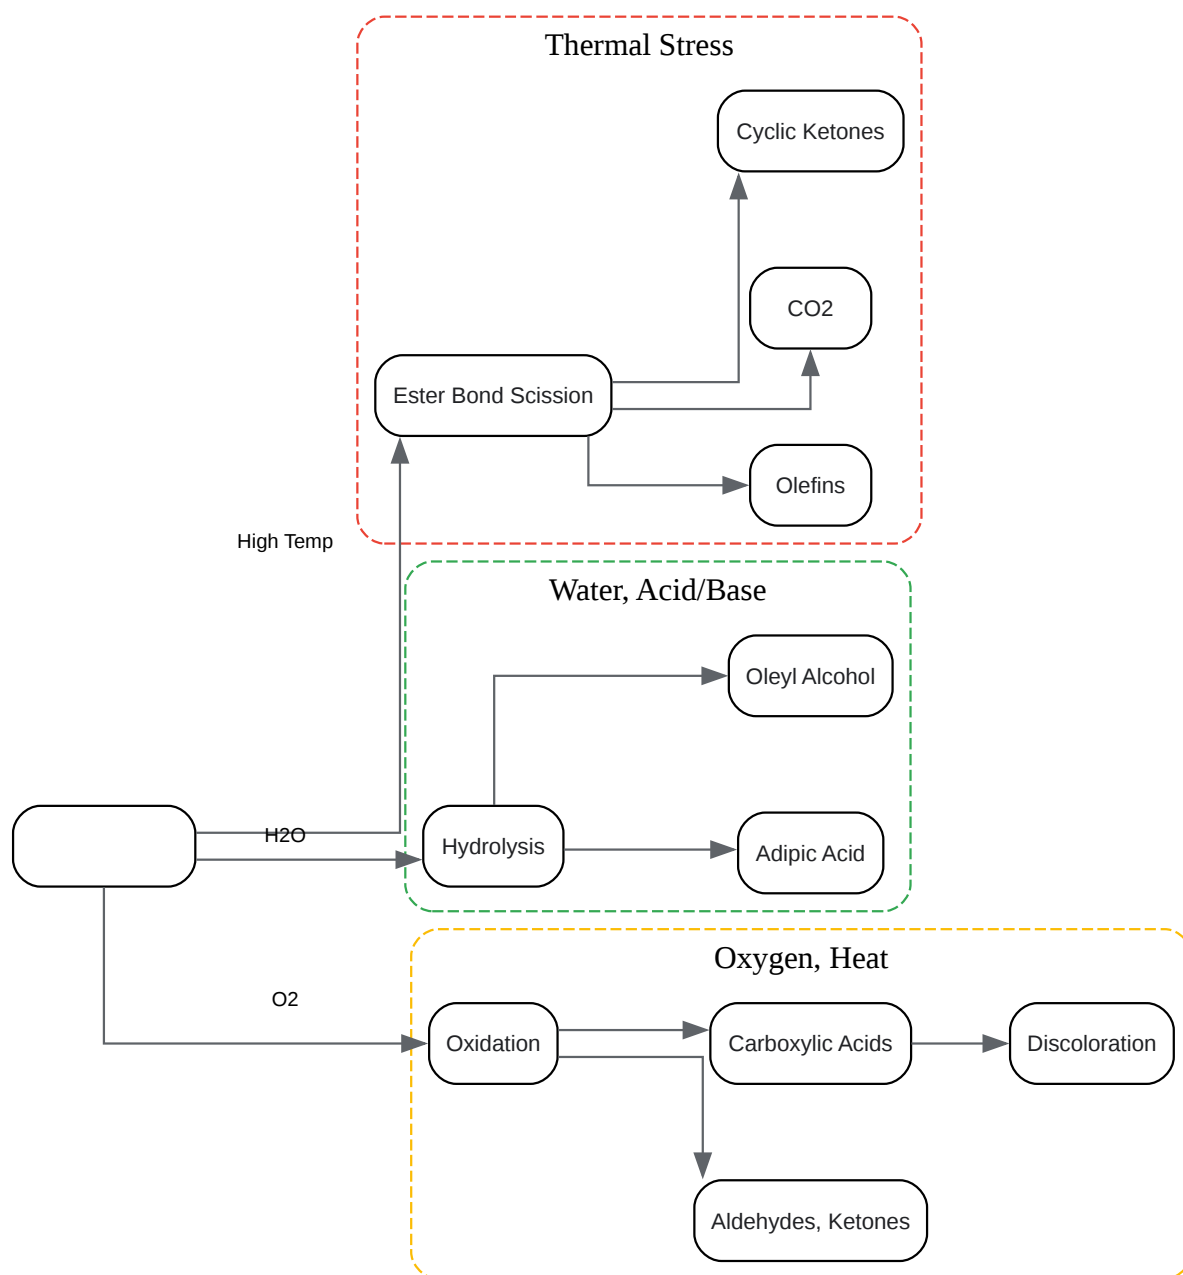 Thermal Stress
Cyclic Ketones
CO2
Ester Bond Scission
Olefins
High Temp
Water, Acid/Base
Oleyl Alcohol
H2O
Hydrolysis
Adipic Acid
Oxygen, Heat
O2
Oxidation
Carboxylic Acids
Discoloration
Aldehydes, Ketones